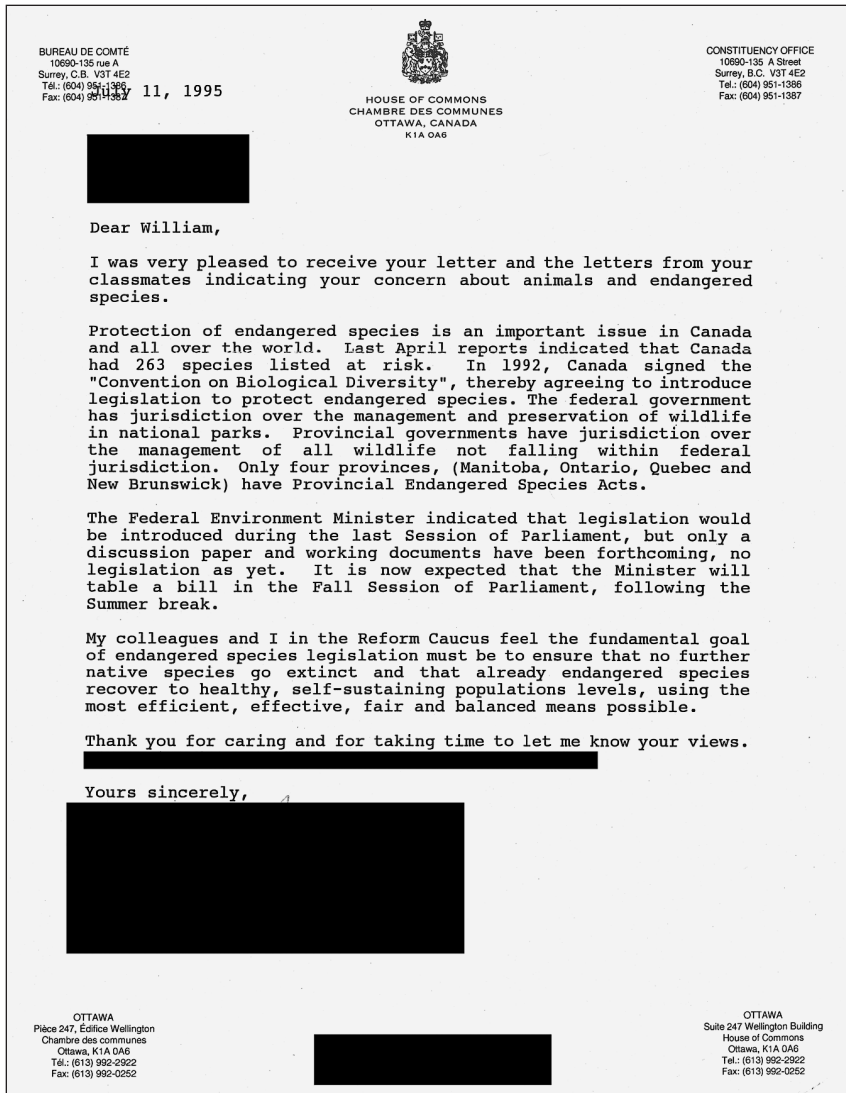 BUREAU DE COMTÉ
10690-135 rue A
Surrey, C.B. V3T 4E2
Tél.: (604) 951-1386
Fax: (604) 951-1387
HOUSE OF COMMONS
CHAMBRE DES COMMUNES
OTTAWA, CANADA
K1A 0A6
CONSTITUENCY OFFICE
10690-135 A Street
Surrey, B.C. V3T 4E2
Tel.: (604) 951-1386
Fax: (604) 951-1387
July 11, 1995
Dear William,
I was very pleased to receive your letter and the letters from your
classmates indicating your concern about animals and endangered
species.
Protection of endangered species is an important issue in Canada
and all over the world. Last April reports indicated that Canada
had 263 species listed at risk. In 1992, Canada signed the
"Convention on Biological Diversity", thereby agreeing to introduce
legislation to protect endangered species. The federal government
has jurisdiction over the management and preservation of wildlife
in national parks. Provincial governments have jurisdiction over
the management of all wildlife not falling within federal
jurisdiction. Only four provinces, (Manitoba, Ontario, Quebec and
New Brunswick) have Provincial Endangered Species Acts.
The Federal Environment Minister indicated that legislation would
be introduced during the last Session of Parliament, but only a
discussion paper and working documents have been forthcoming, no
legislation as yet. It is now expected that the Minister will
table a bill in the Fall Session of Parliament, following the
Summer break.
My colleagues and I in the Reform Caucus feel the fundamental goal
of endangered species legislation must be to ensure that no further
native species go extinct and that already endangered species
recover to healthy, self-sustaining populations levels, using the
most efficient, effective, fair and balanced means possible.
Thank you for caring and for taking time to let me know your views.
Yours sincerely,
OTTAWA
Pièce 247, Édifice Wellington
Chambre des communes
Ottawa, K1A 0A6
Tél.: (613) 992-2922
Fax: (613) 992-0252
OTTAWA
Suite 247 Wellington Building
House of Commons
Ottawa, K1A 0A6
Tel.: (613) 992-2922
Fax: (613) 992-0252